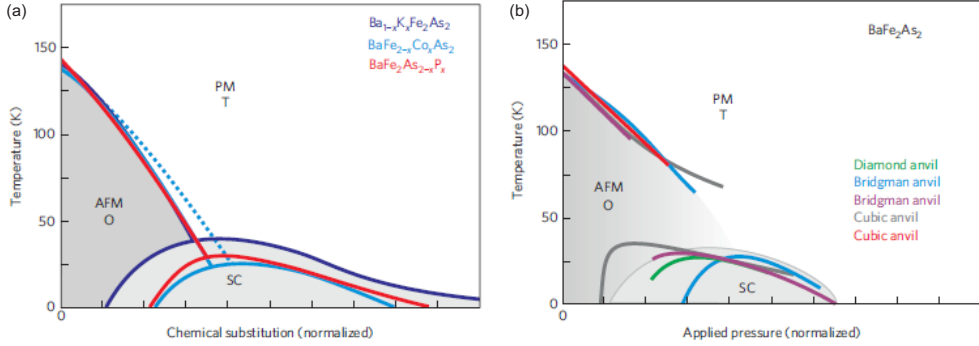 (a)
Ba₁₋ₓKₓFe₂As₂
BaFe₂₋ₓCoₓAs₂
BaFe₂As₂₋ₓPₓ
PM
T
AFM
O
SC
150
100
50
0
0
Temperature (K)
Chemical substitution (normalized)
(b)
BaFe₂As₂
PM
T
Diamond anvil
Bridgman anvil
Bridgman anvil
Cubic anvil
Cubic anvil
AFM
O
SC
150
100
50
0
0
Temperature (K)
Applied pressure (normalized)